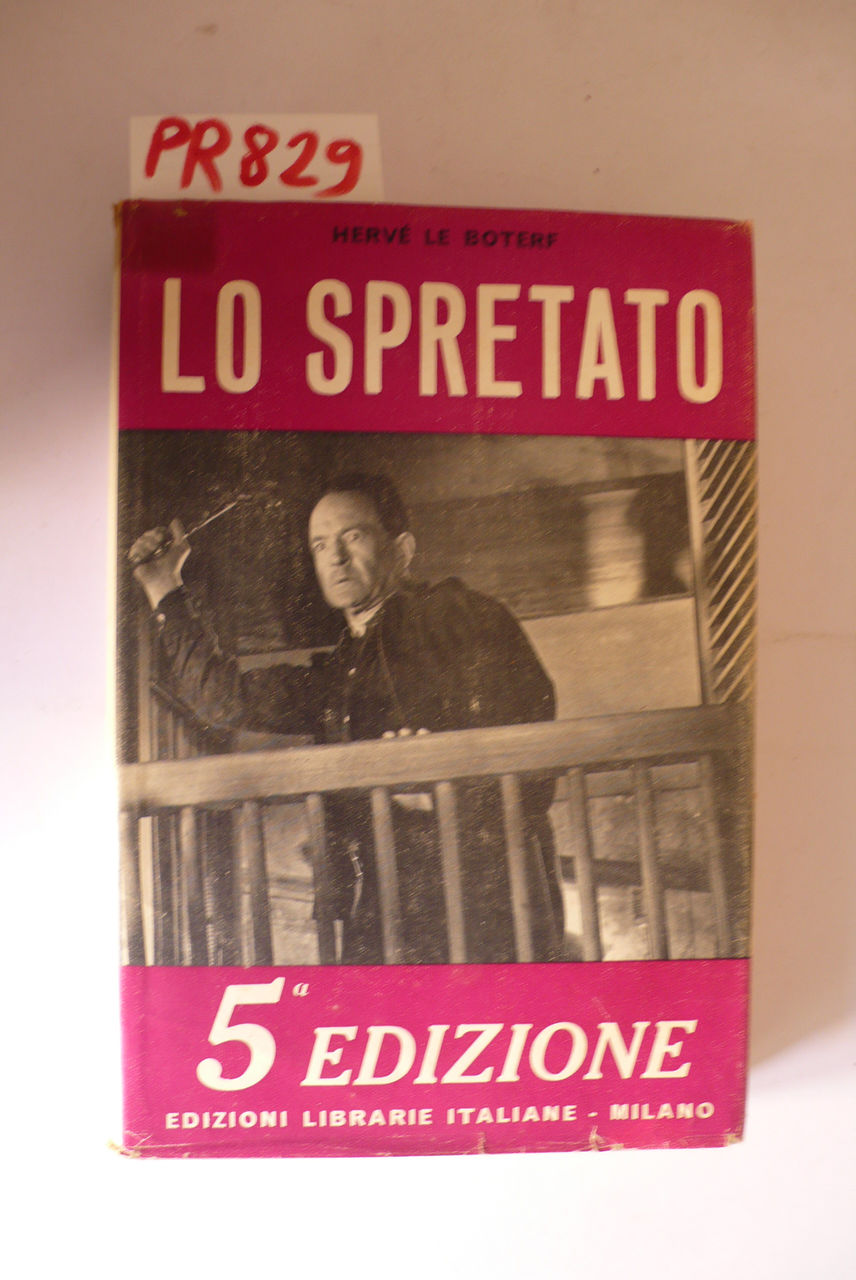 PR829
HERVÉ LE BOTERF
LO SPRETATO
5a EDIZIONE
EDIZIONI LIBRARIE ITALIANE - MILANO